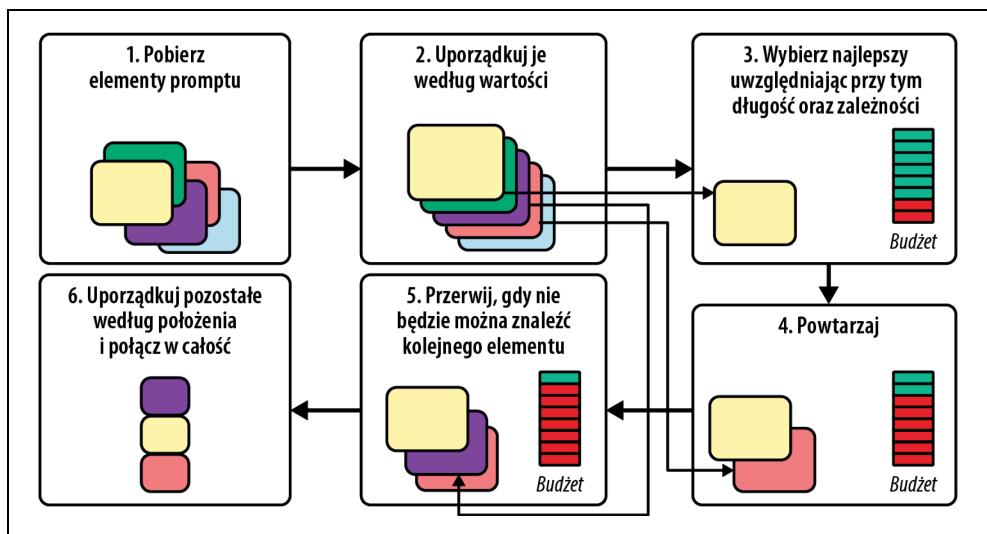 1. Pobierz
elementy promptu
2. Uporządkuj je
według wartości
3. Wybierz najlepszy
uwzględniając przy tym
długość oraz zależności
Budżet
4. Powtarzaj
Budżet
5. Przerwij, gdy nie
będzie można znaleźć
kolejnego elementu
Budżet
6. Uporządkuj pozostałe
według położenia
i połącz w całość